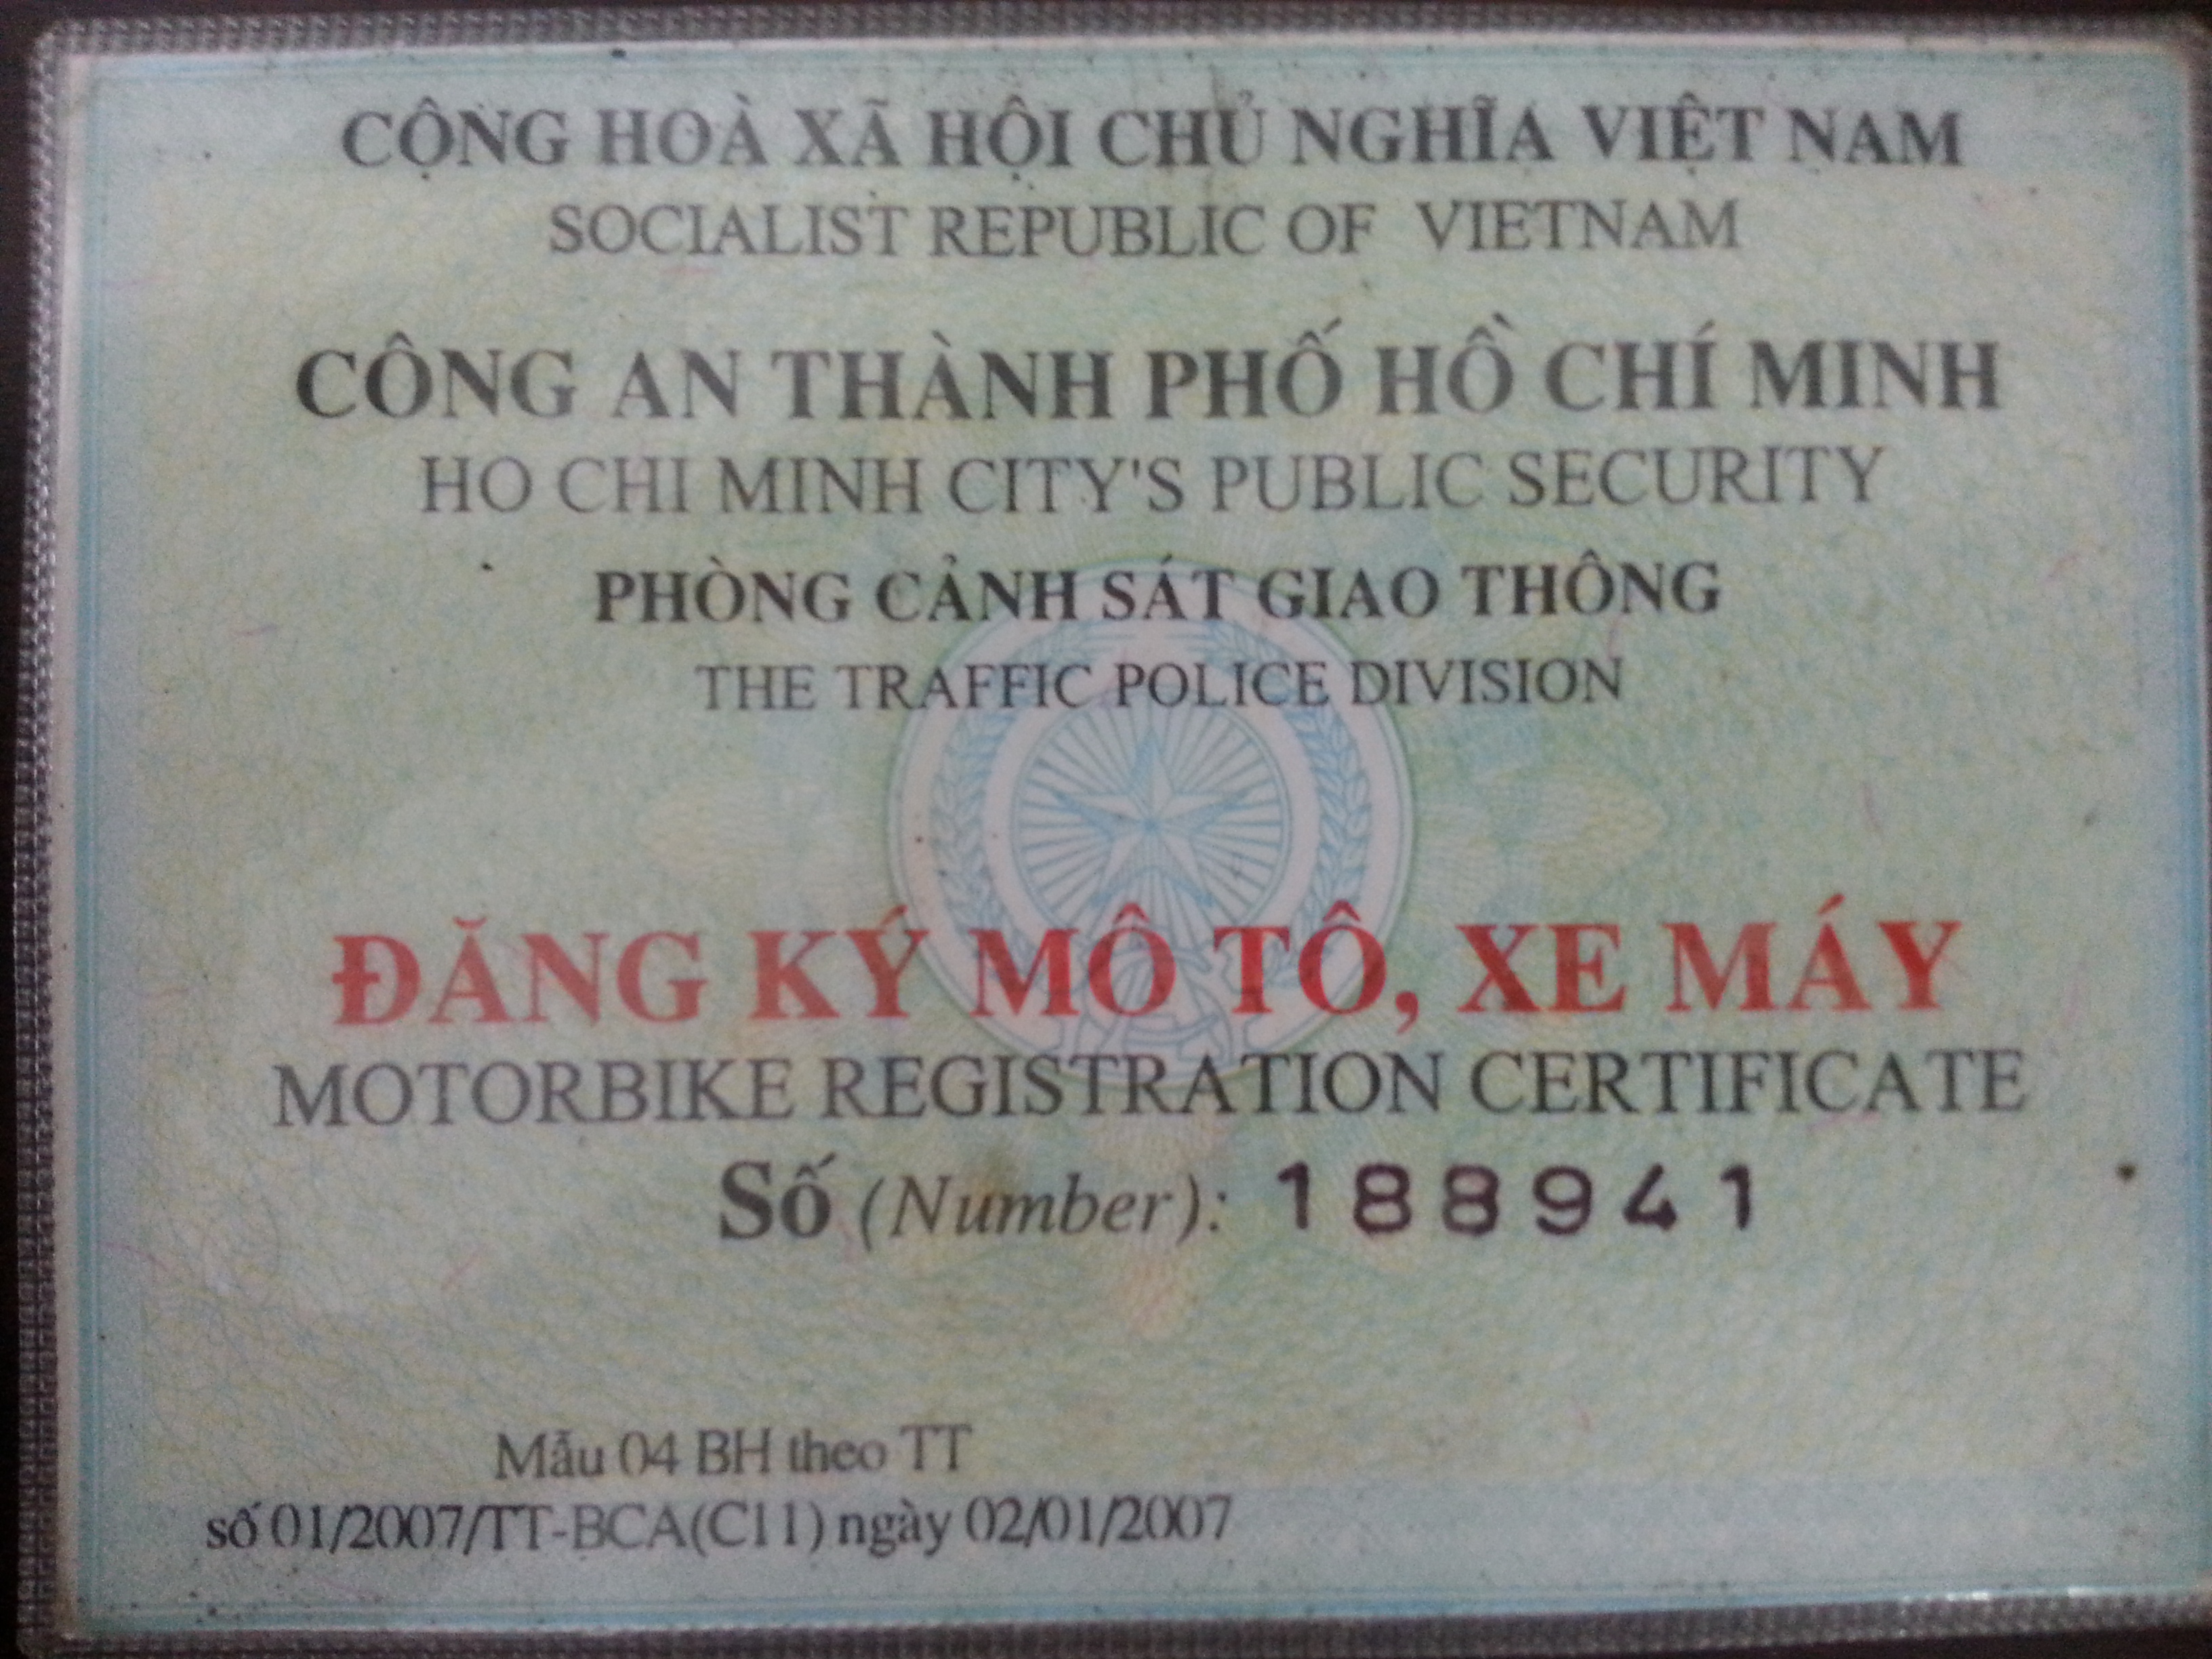 CỘNG HOÀ XÃ HỘI CHỦ NGHĨA VIỆT NAM
SOCIALIST REPUBLIC OF VIETNAM
CÔNG AN THÀNH PHỐ HỒ CHÍ MINH
HO CHI MINH CITY'S PUBLIC SECURITY
PHÒNG CẢNH SÁT GIAO THÔNG
THE TRAFFIC POLICE DIVISION
ĐĂNG KÝ MÔ TÔ, XE MÁY
MOTORBIKE REGISTRATION CERTIFICATE
Số (Number): 188941
Mẫu 04 BH theo TT
số 01/2007/TT-BCA(C11) ngày 02/01/2007